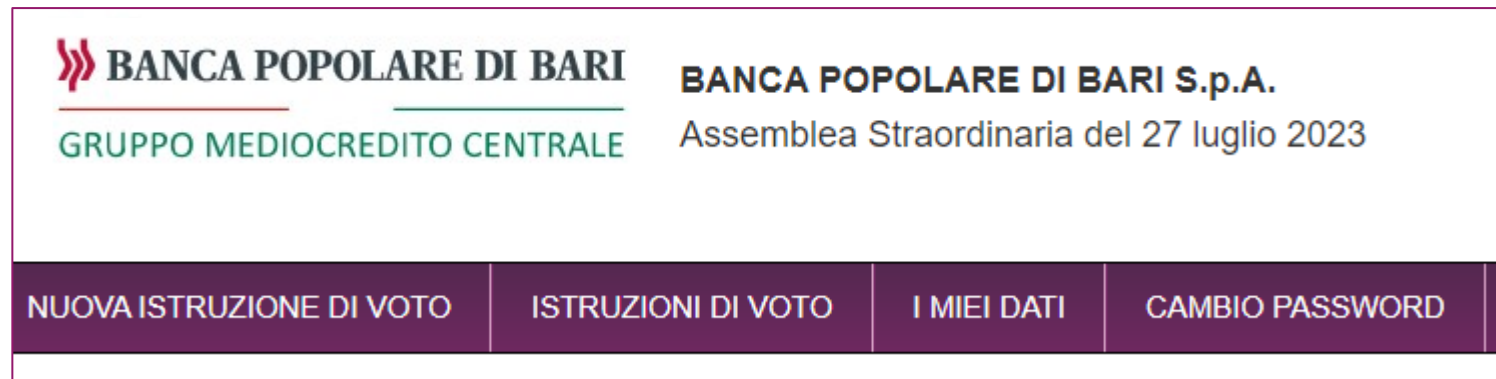 BANCA POPOLARE DI BARI
GRUPPO MEDIOCREDITO CENTRALE
BANCA POPOLARE DI BARI S.p.A.
Assemblea Straordinaria del 27 luglio 2023
NUOVA ISTRUZIONE DI VOTO
ISTRUZIONI DI VOTO
I MIEI DATI
CAMBIO PASSWORD